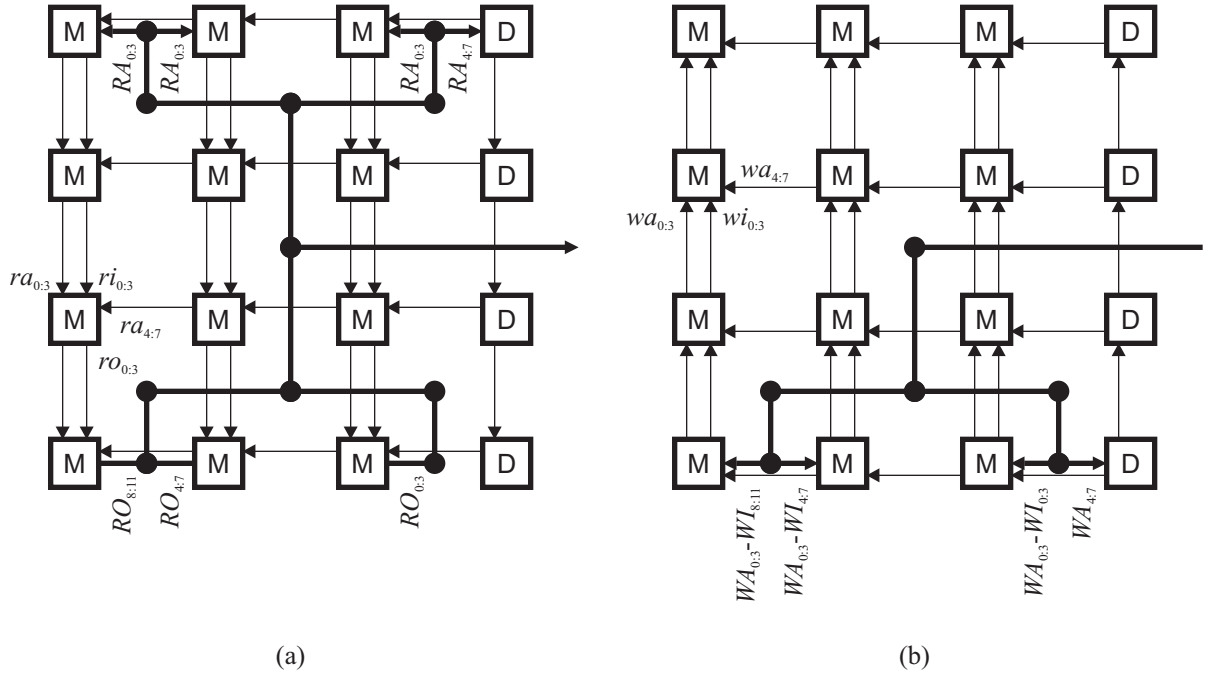 M M M D
RA0:3 RA0:3 RA0:3 RA4:7
M M M D
ra0:3 ri0:3
M M M D
ra4:7
ro0:3
M M M D
RO8:11 RO4:7 RO0:3
(a)
M M M D
M M M D
wa4:7
wa0:3 wi0:3
M M M D
M M M D
WA0:3-WI8:11 WA0:3-WI4:7 WA0:3-WI0:3 WA4:7
(b)